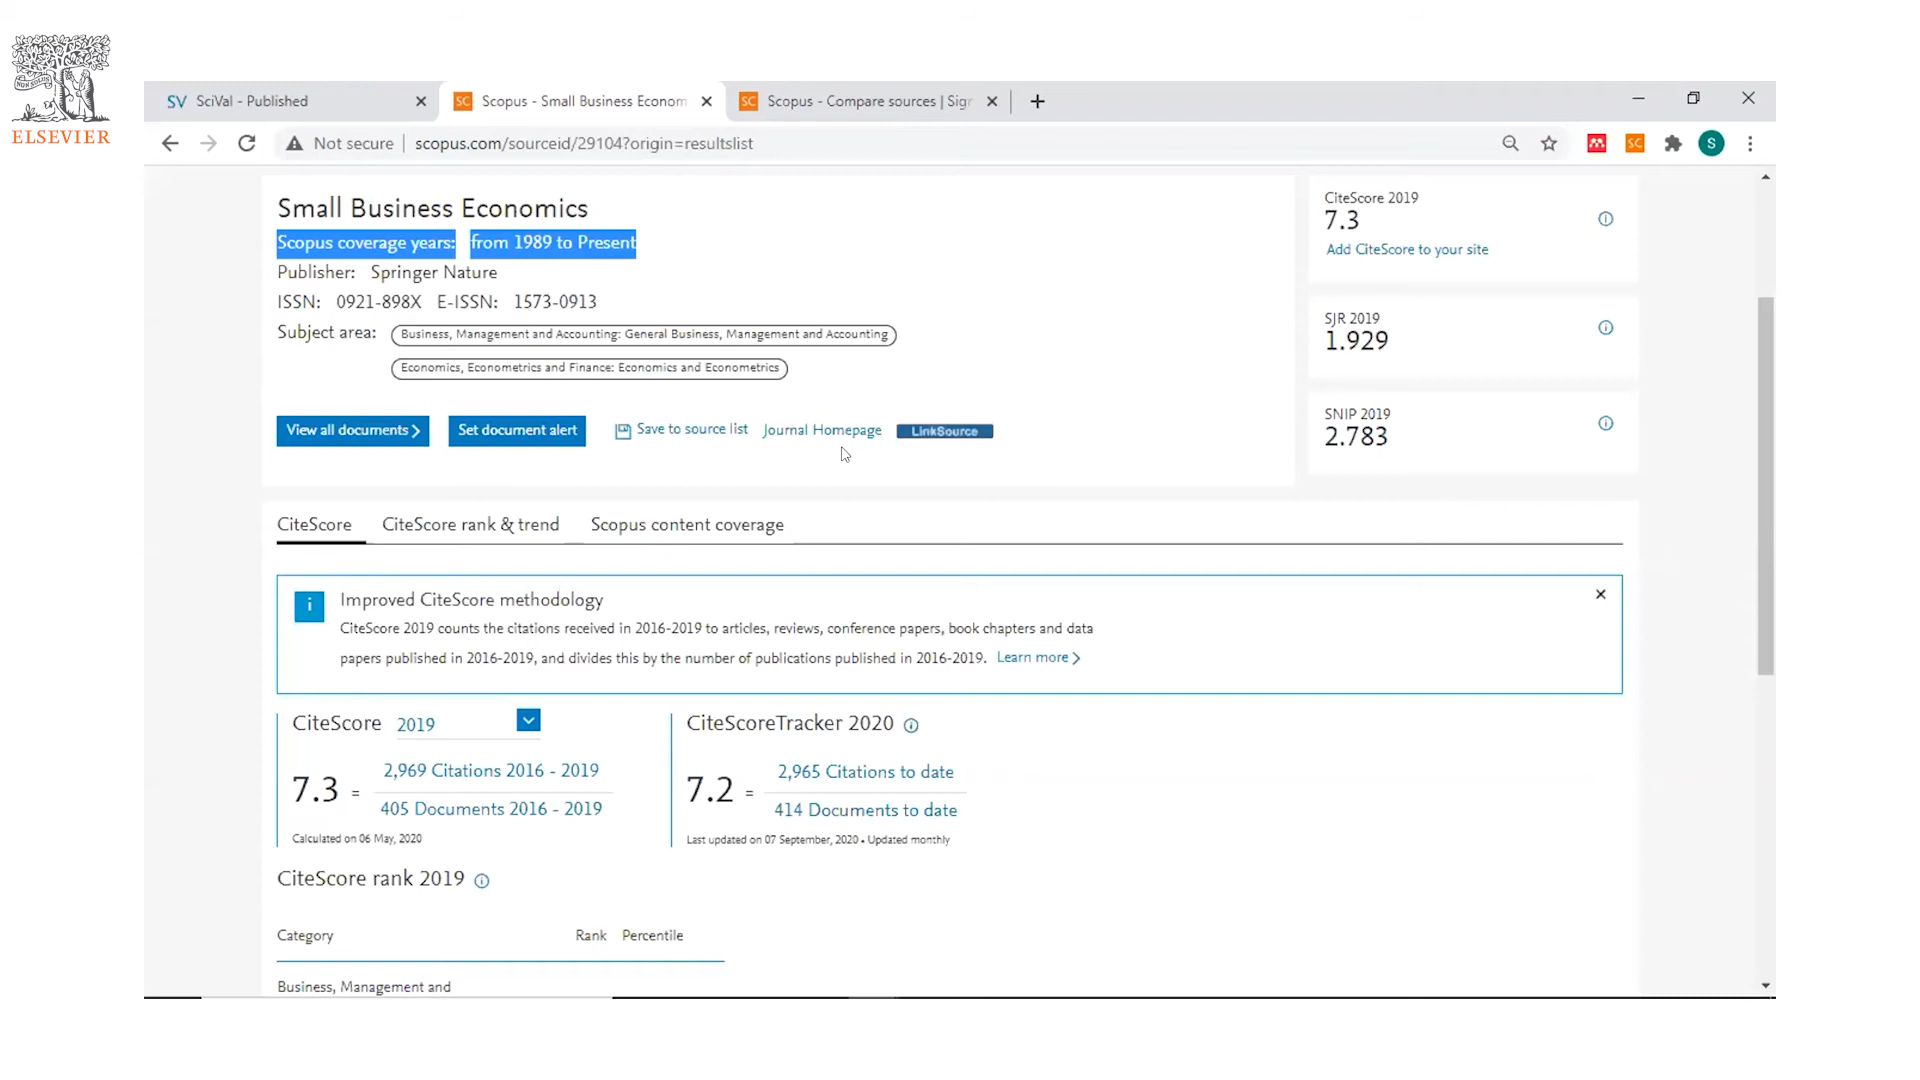 ELSEVIER
SV SciVal - Published
SC Scopus - Small Business Econom
SC Scopus - Compare sources | Sig
Not secure | scopus.com/sourceid/29104?origin=resultslist
SC
S
Small Business Economics
Scopus coverage years: from 1989 to Present
Publisher: Springer Nature
ISSN: 0921-898X E-ISSN: 1573-0913
Subject area: Business, Management and Accounting: General Business, Management and Accounting
Economics, Econometrics and Finance: Economics and Econometrics
View all documents > Set document alert Save to source list Journal Homepage LinkSource
CiteScore 2019
7.3
Add CiteScore to your site
SJR 2019
1.929
SNIP 2019
2.783
CiteScore CiteScore rank & trend Scopus content coverage
Improved CiteScore methodology
CiteScore 2019 counts the citations received in 2016-2019 to articles, reviews, conference papers, book chapters and data
papers published in 2016-2019, and divides this by the number of publications published in 2016-2019. Learn more >
CiteScore 2019
7.3 = 2,969 Citations 2016 - 2019
405 Documents 2016 - 2019
Calculated on 06 May, 2020
CiteScoreTracker 2020
7.2 = 2,965 Citations to date
414 Documents to date
Last updated on 07 September, 2020 • Updated monthly
CiteScore rank 2019
Category Rank Percentile
Business, Management and